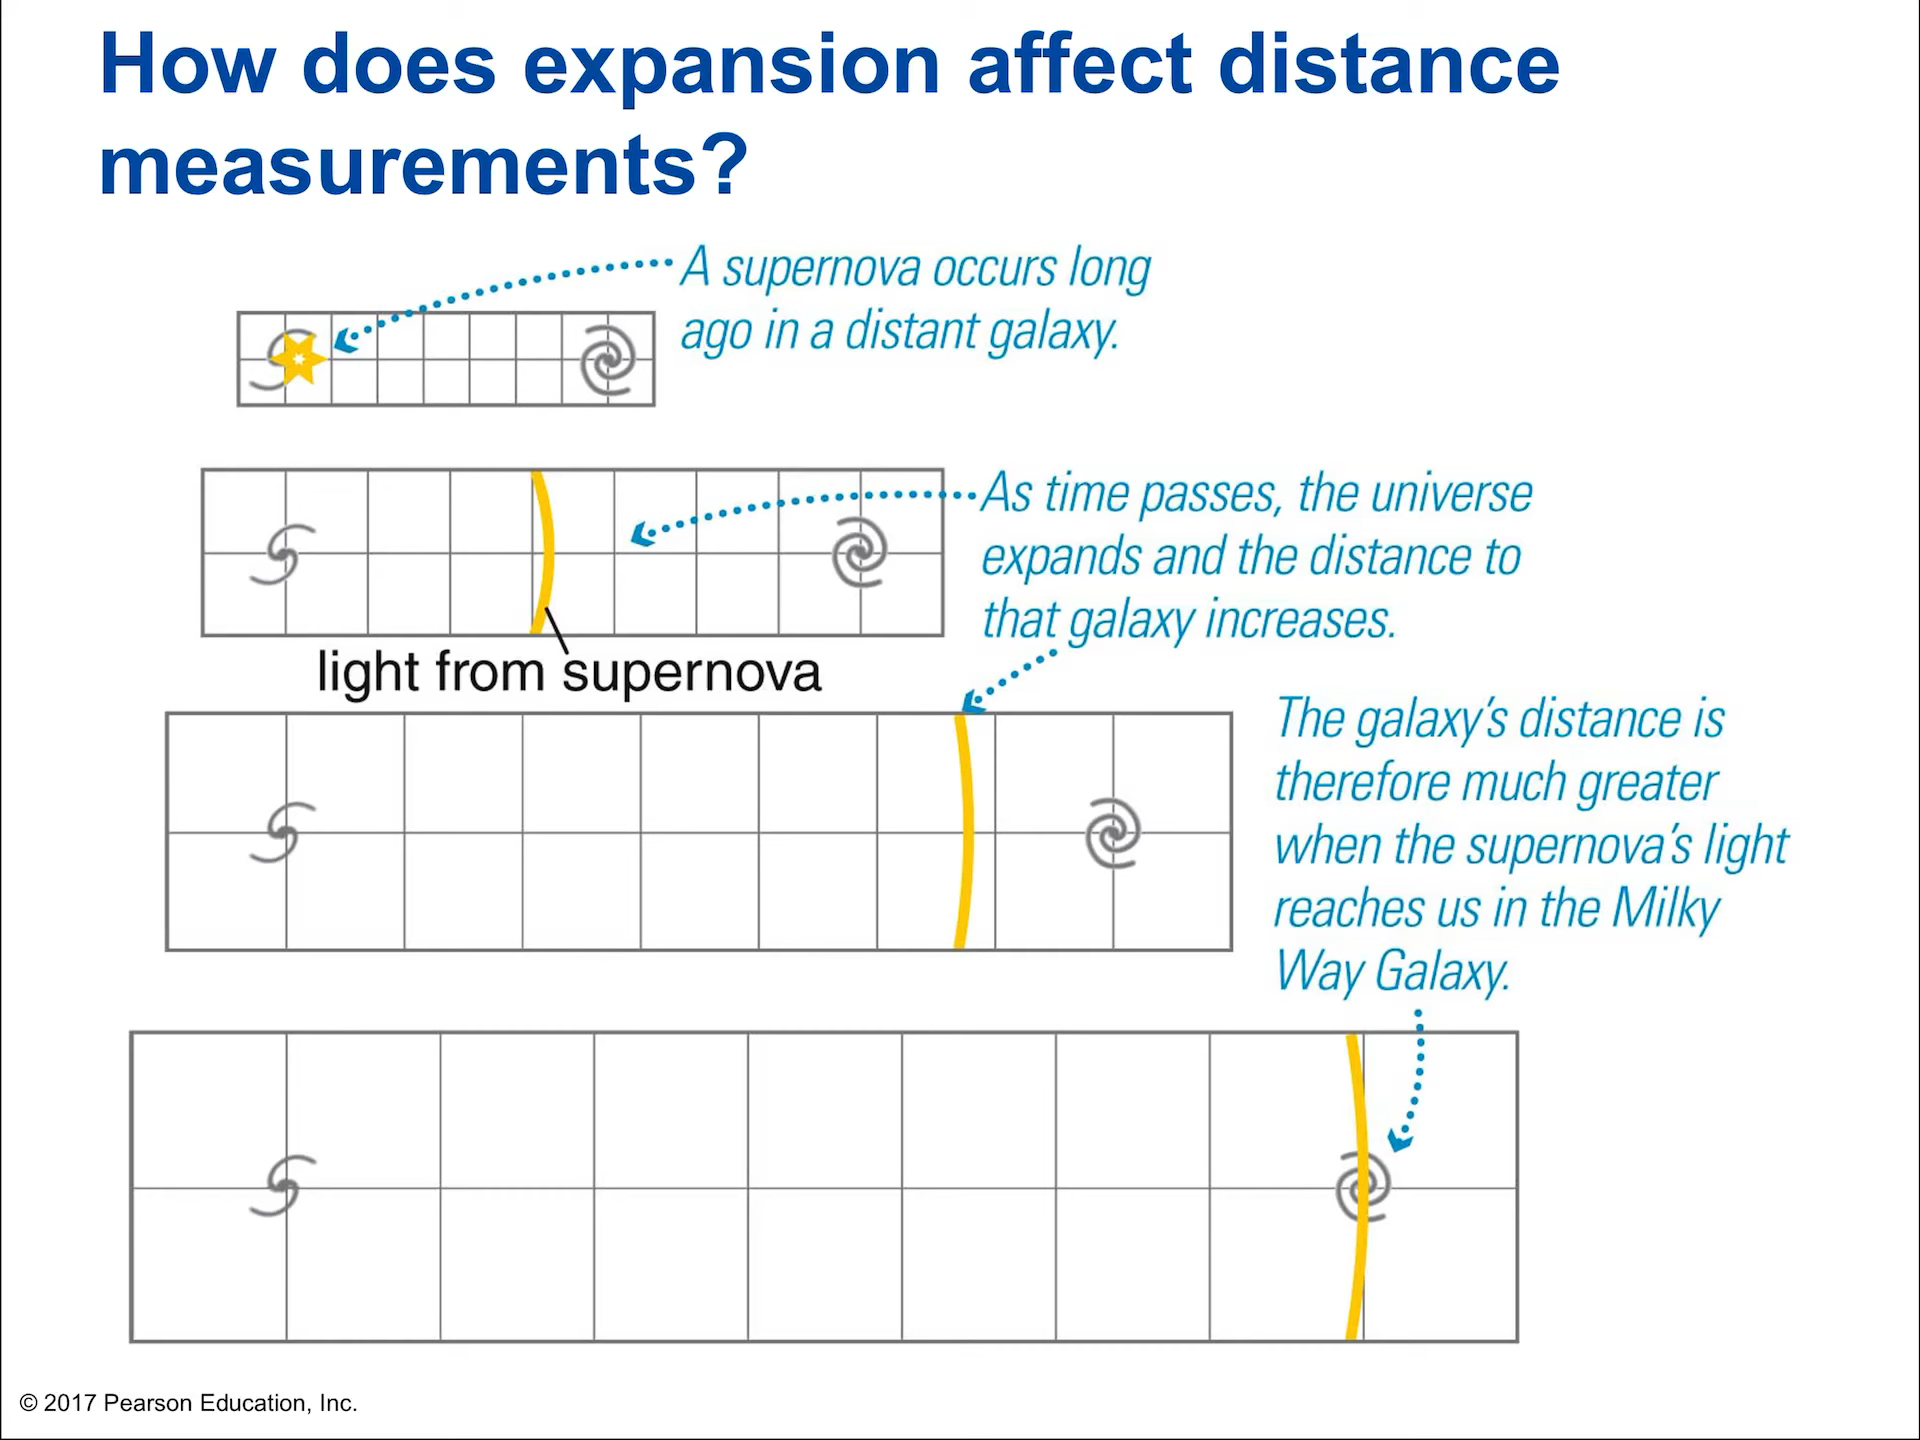 How does expansion affect distance
measurements?
A supernova occurs long
ago in a distant galaxy.
As time passes, the universe
expands and the distance to
that galaxy increases.
light from supernova
The galaxy's distance is
therefore much greater
when the supernova's light
reaches us in the Milky
Way Galaxy.
© 2017 Pearson Education, Inc.